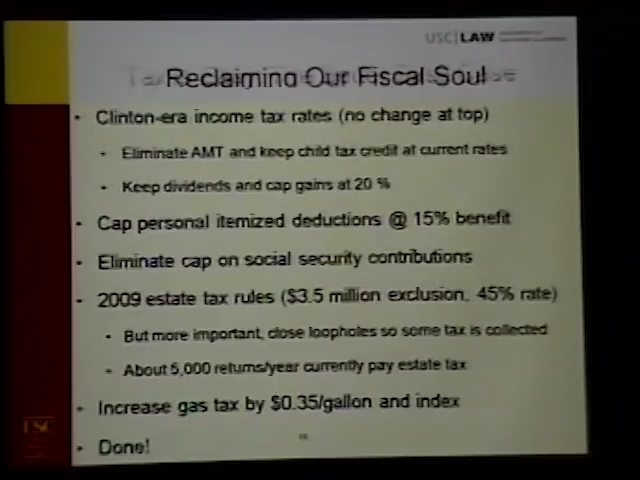 USC LAW
Reclaiming Our Fiscal Soul
• Clinton-era income tax rates (no change at top)
• Eliminate AMT and keep child tax credit at current rates
• Keep dividends and cap gains at 20 %
• Cap personal itemized deductions @ 15% benefit
• Eliminate cap on social security contributions
• 2009 estate tax rules ($3.5 million exclusion, 45% rate)
• But more important, close loopholes so some tax is collected
• About 5,000 returns/year currently pay estate tax
• Increase gas tax by $0.35/gallon and index
• Done!
USC